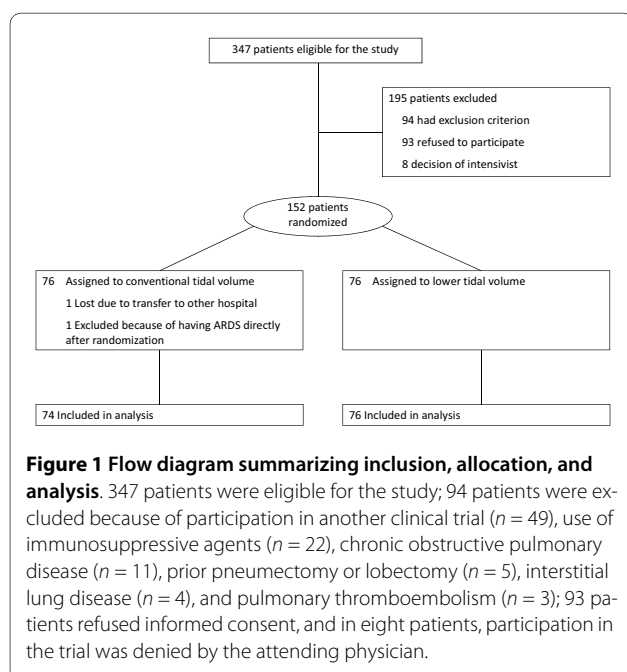 347 patients eligible for the study
195 patients excluded
94 had exclusion criterion
93 refused to participate
8 decision of intensivist
152 patients
randomized
76 Assigned to conventional tidal volume
1 Lost due to transfer to other hospital
1 Excluded because of having ARDS directly
after randomization
76 Assigned to lower tidal volume
74 Included in analysis
76 Included in analysis
Figure 1 Flow diagram summarizing inclusion, allocation, and
analysis. 347 patients were eligible for the study; 94 patients were ex-
cluded because of participation in another clinical trial (n = 49), use of
immunosuppressive agents (n = 22), chronic obstructive pulmonary
disease (n = 11), prior pneumectomy or lobectomy (n = 5), interstitial
lung disease (n = 4), and pulmonary thromboembolism (n = 3); 93 pa-
tients refused informed consent, and in eight patients, participation in
the trial was denied by the attending physician.